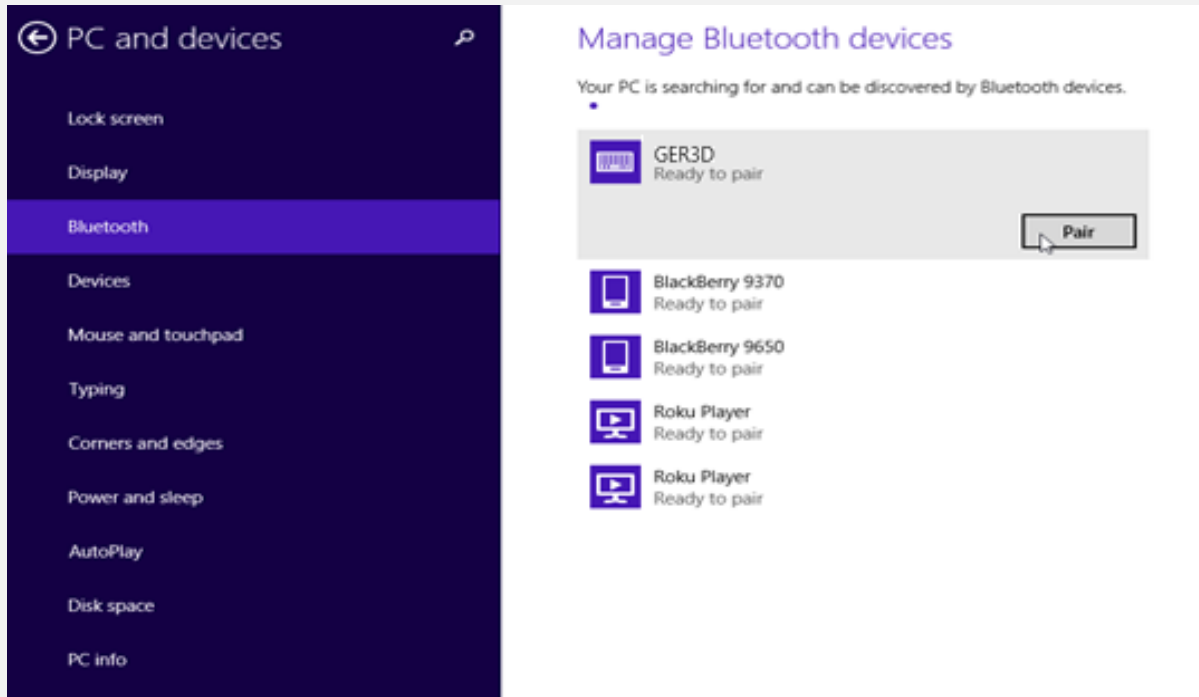 PC and devices
Lock screen
Display
Bluetooth
Devices
Mouse and touchpad
Typing
Corners and edges
Power and sleep
AutoPlay
Disk space
PC info
Manage Bluetooth devices
Your PC is searching for and can be discovered by Bluetooth devices.
GER3D
Ready to pair
Pair
BlackBerry 9370
Ready to pair
BlackBerry 9650
Ready to pair
Roku Player
Ready to pair
Roku Player
Ready to pair